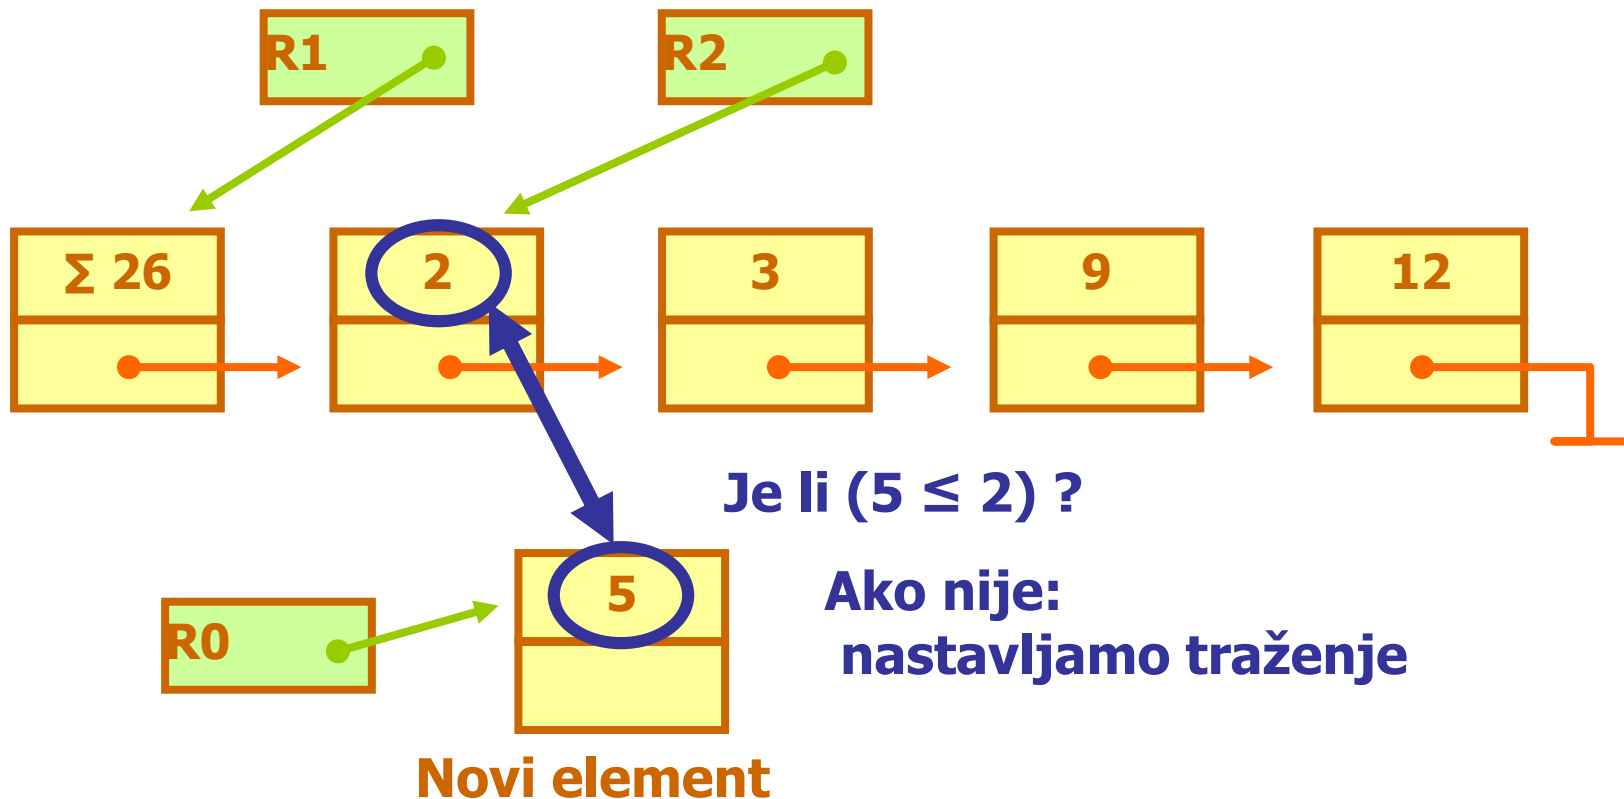 R1
R2
Σ 26
2
3
9
12
Je li (5 ≤ 2) ?
R0
5
Ako nije:
nastavljamo traženje
Novi element